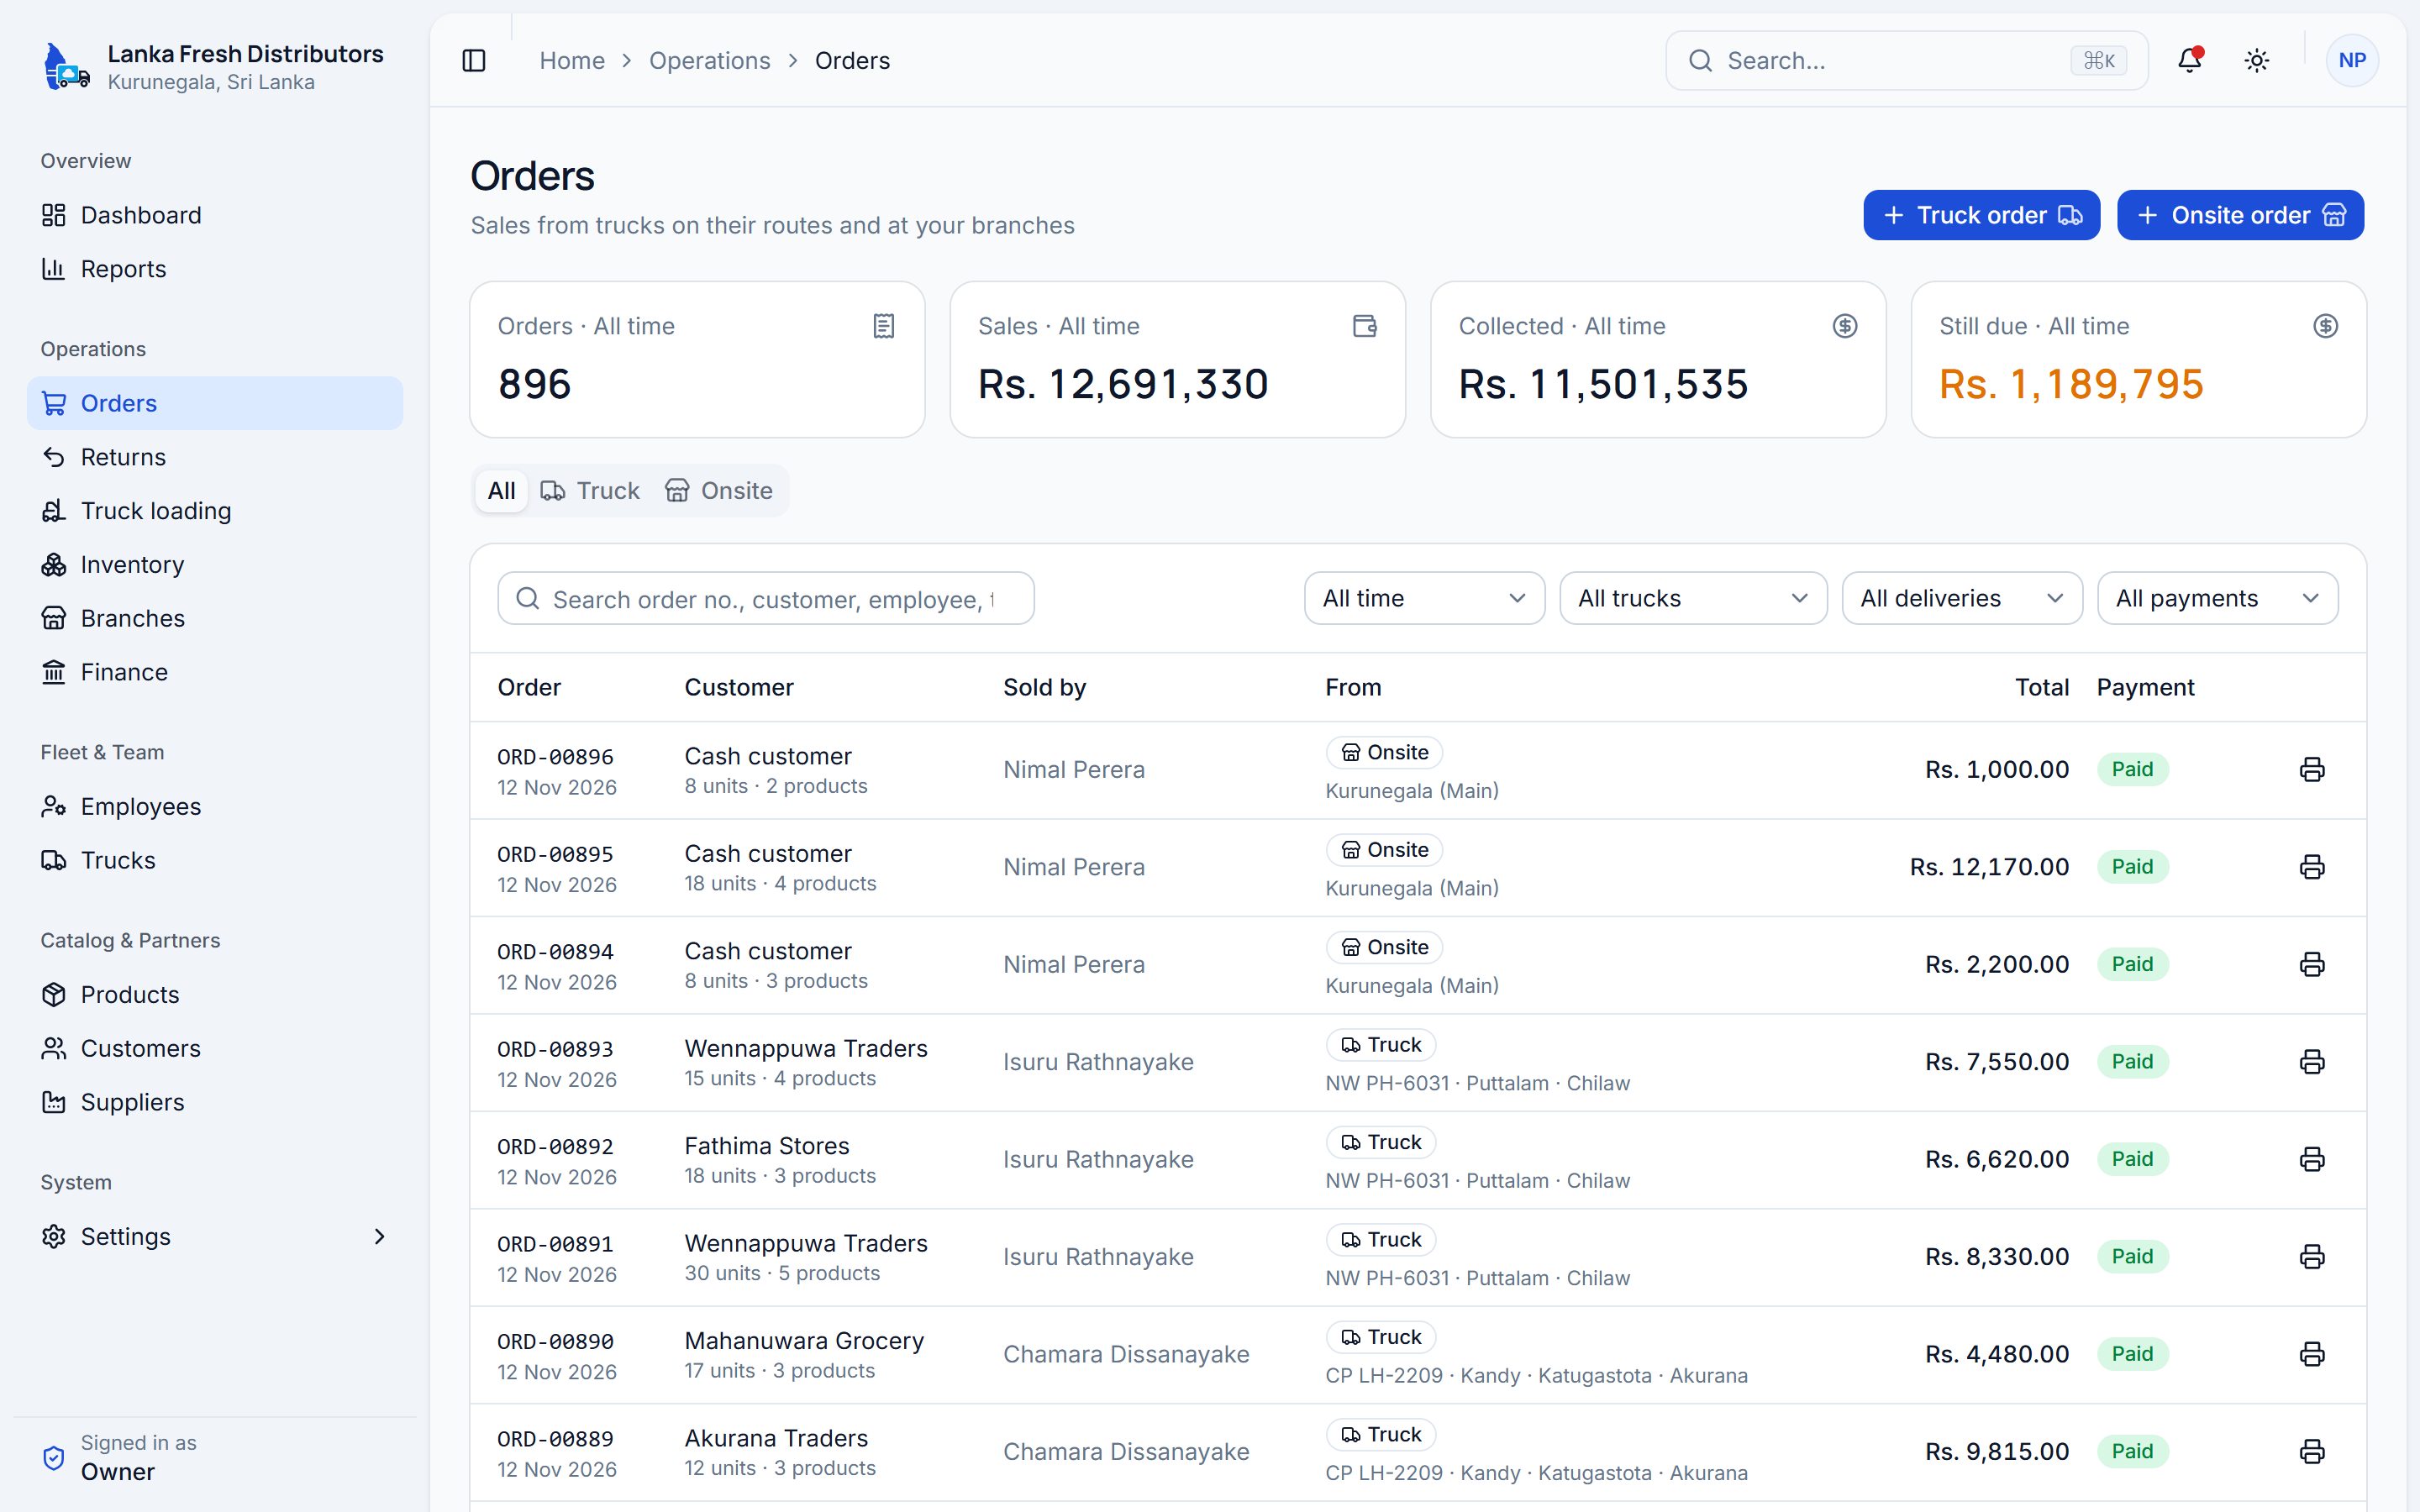 Lanka Fresh Distributors
Kurunegala, Sri Lanka
Overview
Dashboard
Reports
Operations
Orders
Returns
Truck loading
Inventory
Branches
Finance
Fleet & Team
Employees
Trucks
Catalog & Partners
Products
Customers
Suppliers
System
Settings
Signed in as
Owner
Home > Operations > Orders
Search...
⌘K
NP
Orders
Sales from trucks on their routes and at your branches
+ Truck order
+ Onsite order
Orders · All time
896
Sales · All time
Rs. 12,691,330
Collected · All time
Rs. 11,501,535
Still due · All time
Rs. 1,189,795
All Truck Onsite
Search order no., customer, employee,
All time All trucks All deliveries All payments
Order Customer Sold by From Total Payment
ORD-00896 Cash customer Nimal Perera Onsite Rs. 1,000.00 Paid
12 Nov 2026 8 units · 2 products Kurunegala (Main)
ORD-00895 Cash customer Nimal Perera Onsite Rs. 12,170.00 Paid
12 Nov 2026 18 units · 4 products Kurunegala (Main)
ORD-00894 Cash customer Nimal Perera Onsite Rs. 2,200.00 Paid
12 Nov 2026 8 units · 3 products Kurunegala (Main)
ORD-00893 Wennappuwa Traders Isuru Rathnayake Truck Rs. 7,550.00 Paid
12 Nov 2026 15 units · 4 products NW PH-6031 · Puttalam · Chilaw
ORD-00892 Fathima Stores Isuru Rathnayake Truck Rs. 6,620.00 Paid
12 Nov 2026 18 units · 3 products NW PH-6031 · Puttalam · Chilaw
ORD-00891 Wennappuwa Traders Isuru Rathnayake Truck Rs. 8,330.00 Paid
12 Nov 2026 30 units · 5 products NW PH-6031 · Puttalam · Chilaw
ORD-00890 Mahanuwara Grocery Chamara Dissanayake Truck Rs. 4,480.00 Paid
12 Nov 2026 17 units · 3 products CP LH-2209 · Kandy · Katugastota · Akurana
ORD-00889 Akurana Traders Chamara Dissanayake Truck Rs. 9,815.00 Paid
12 Nov 2026 12 units · 3 products CP LH-2209 · Kandy · Katugastota · Akurana